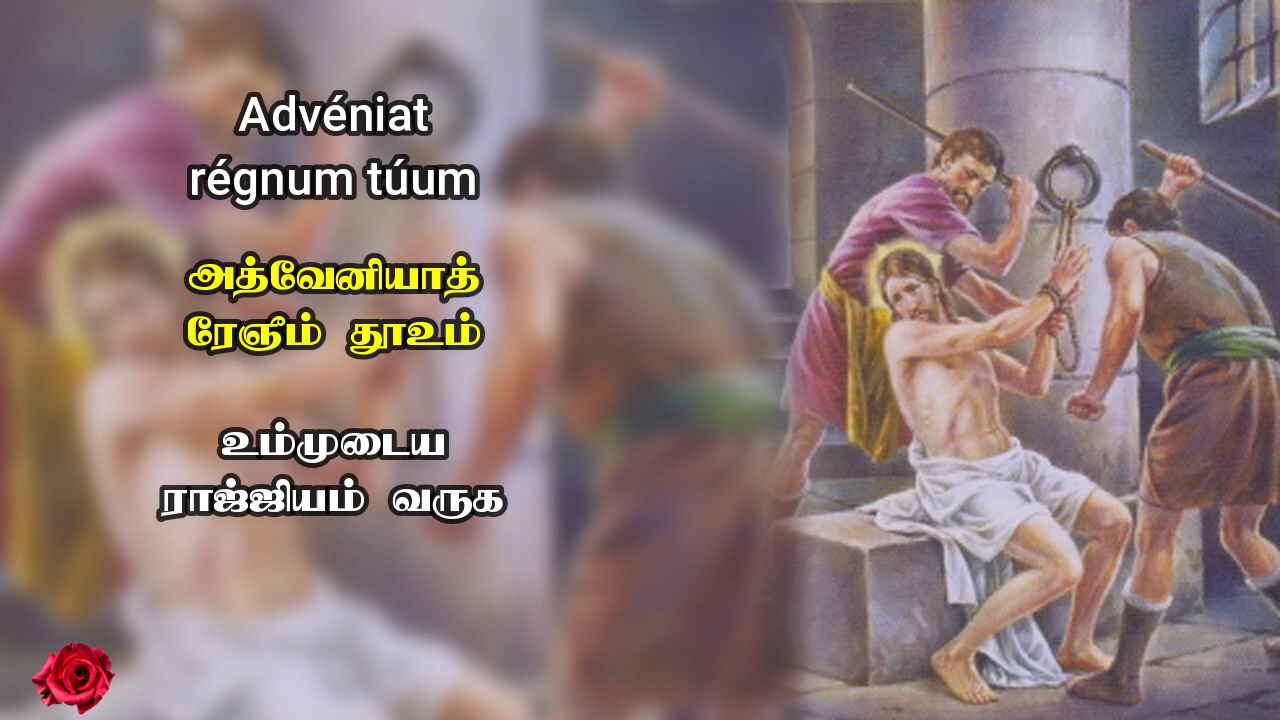 Advéniat
régnum túum
அத்வேனியாத்
ரேஞீம் தூஉம்
உம்முடைய
ராஜ்ஜியம் வருக